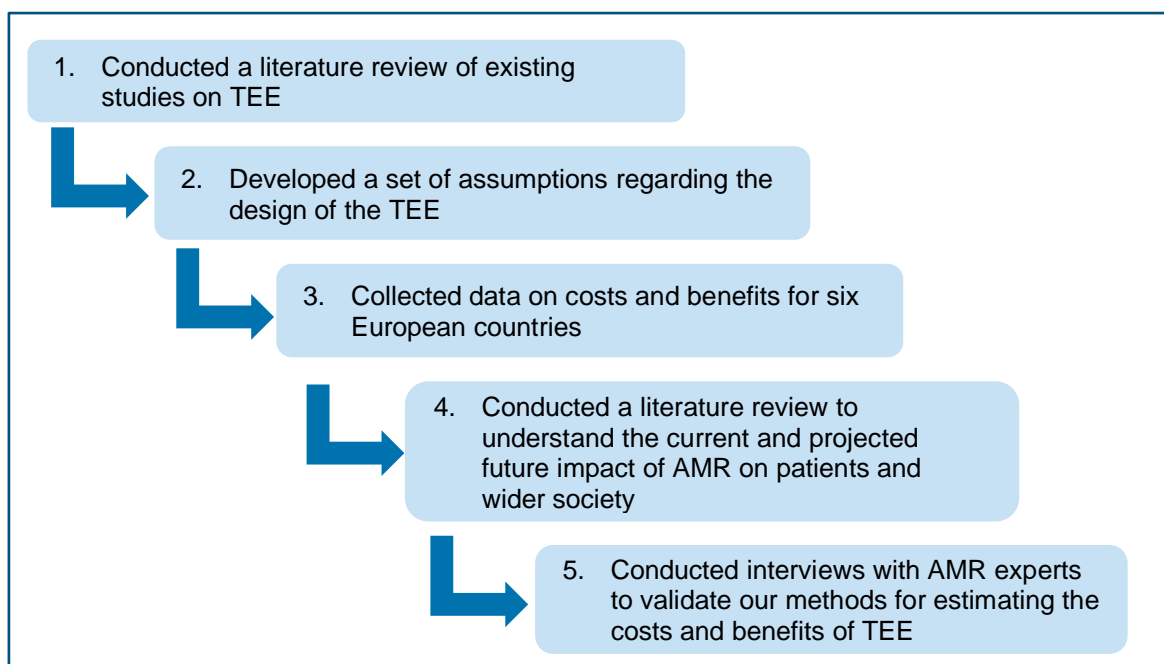 1. Conducted a literature review of existing
studies on TEE
2. Developed a set of assumptions regarding the
design of the TEE
3. Collected data on costs and benefits for six
European countries
4. Conducted a literature review to
understand the current and projected
future impact of AMR on patients and
wider society
5. Conducted interviews with AMR experts
to validate our methods for estimating the
costs and benefits of TEE